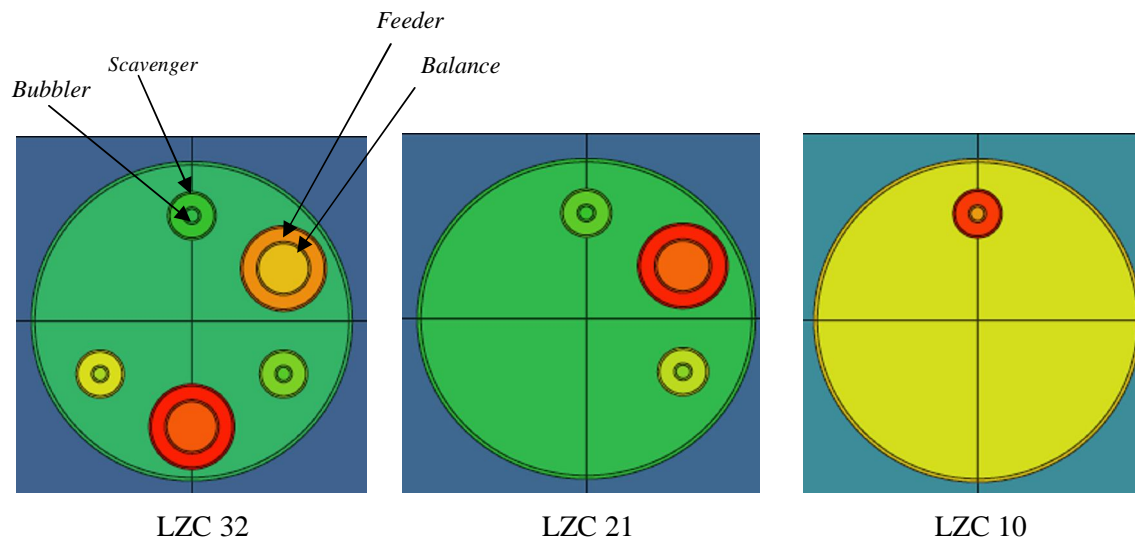 Feeder
Scavenger
Balance
Bubbler
LZC 32
LZC 21
LZC 10